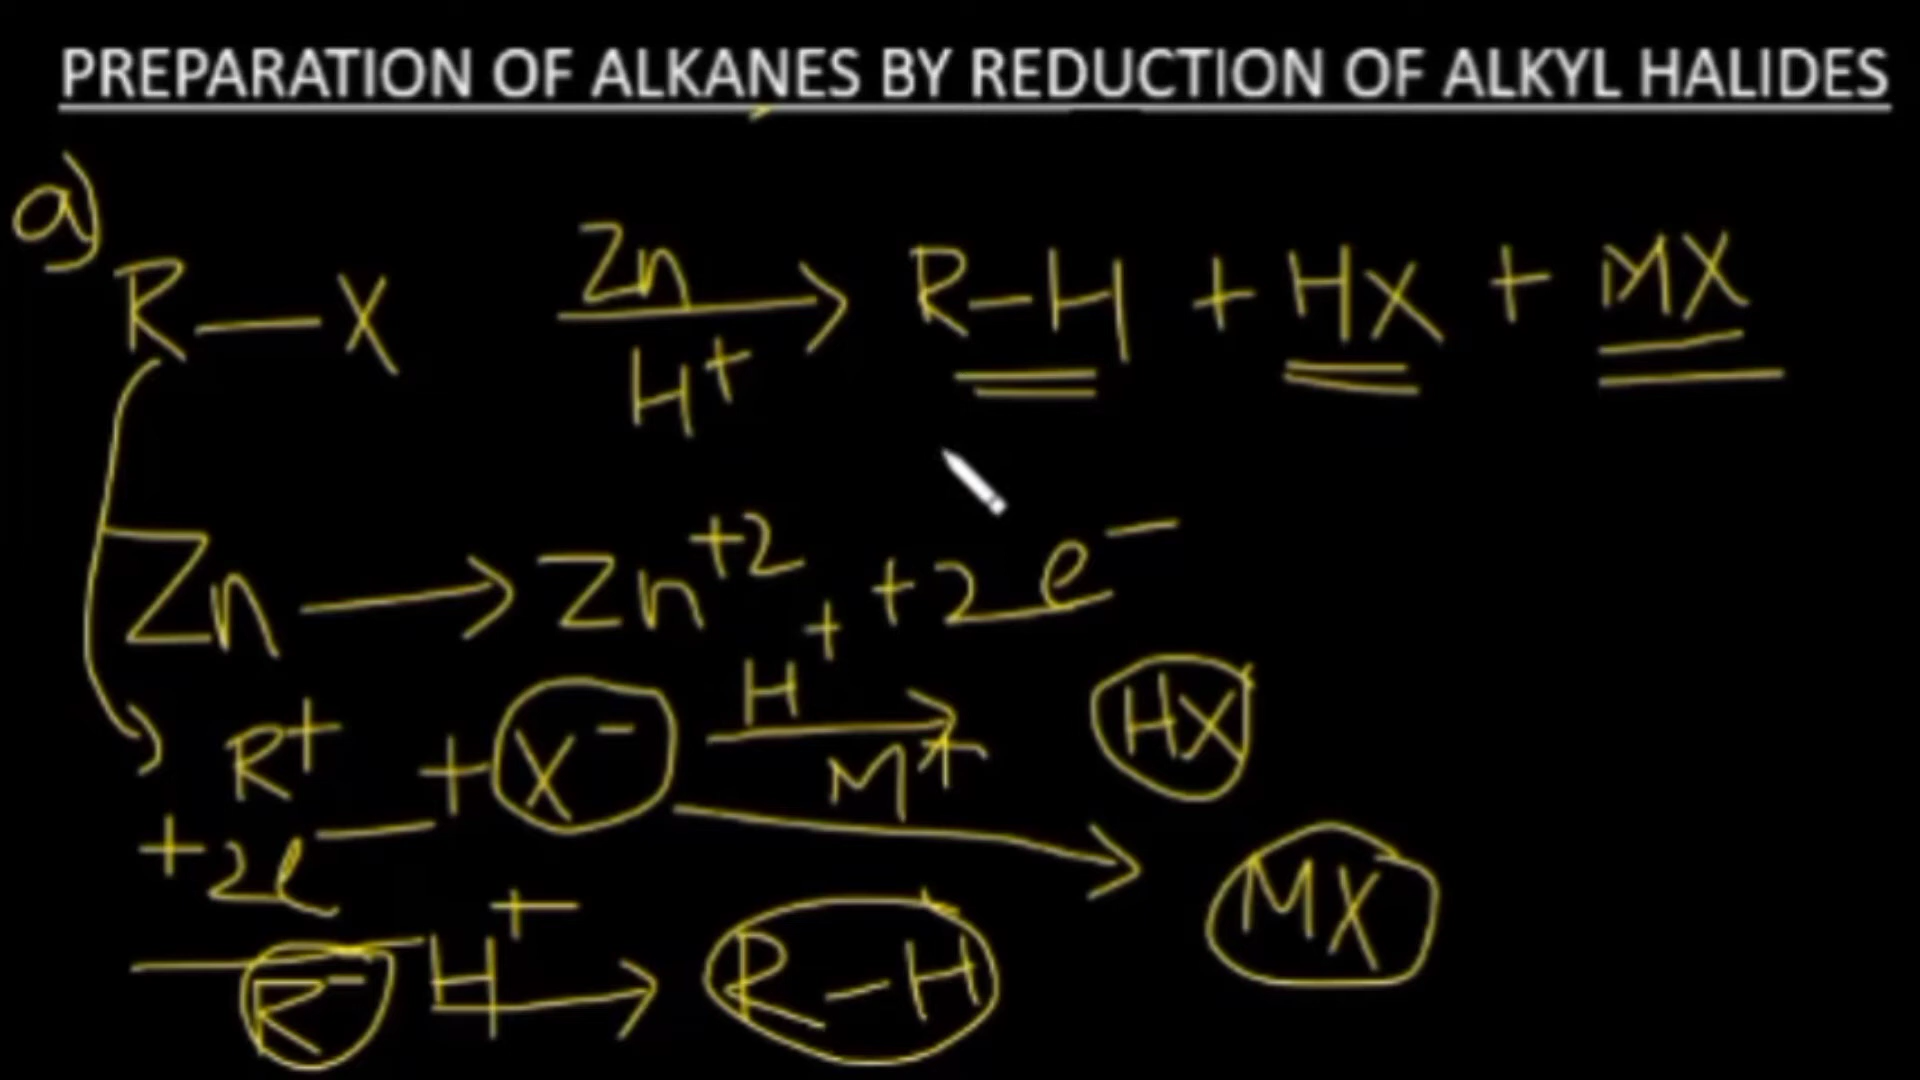 PREPARATION OF ALKANES BY REDUCTION OF ALKYL HALIDES
a)
R—X Zn H+ → R-H + HX + MX
Zn → Zn+2 + 2e-
R+ + X- H+ M+ → HX
+2e- → MX
R- H+ → R-H